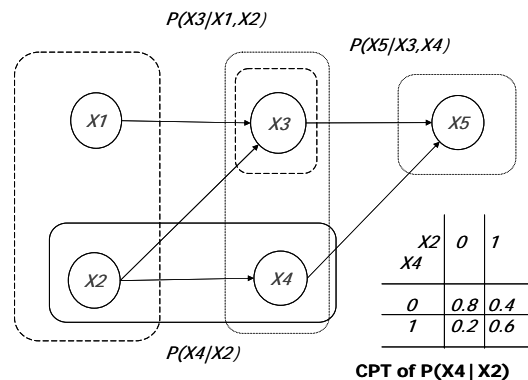 P(X3|X1,X2)
P(X5|X3,X4)
X1
X3
X5
X2 0 1
X4
X2
X4
0 0.8 0.4
1 0.2 0.6
P(X4|X2)
CPT of P(X4 | X2)